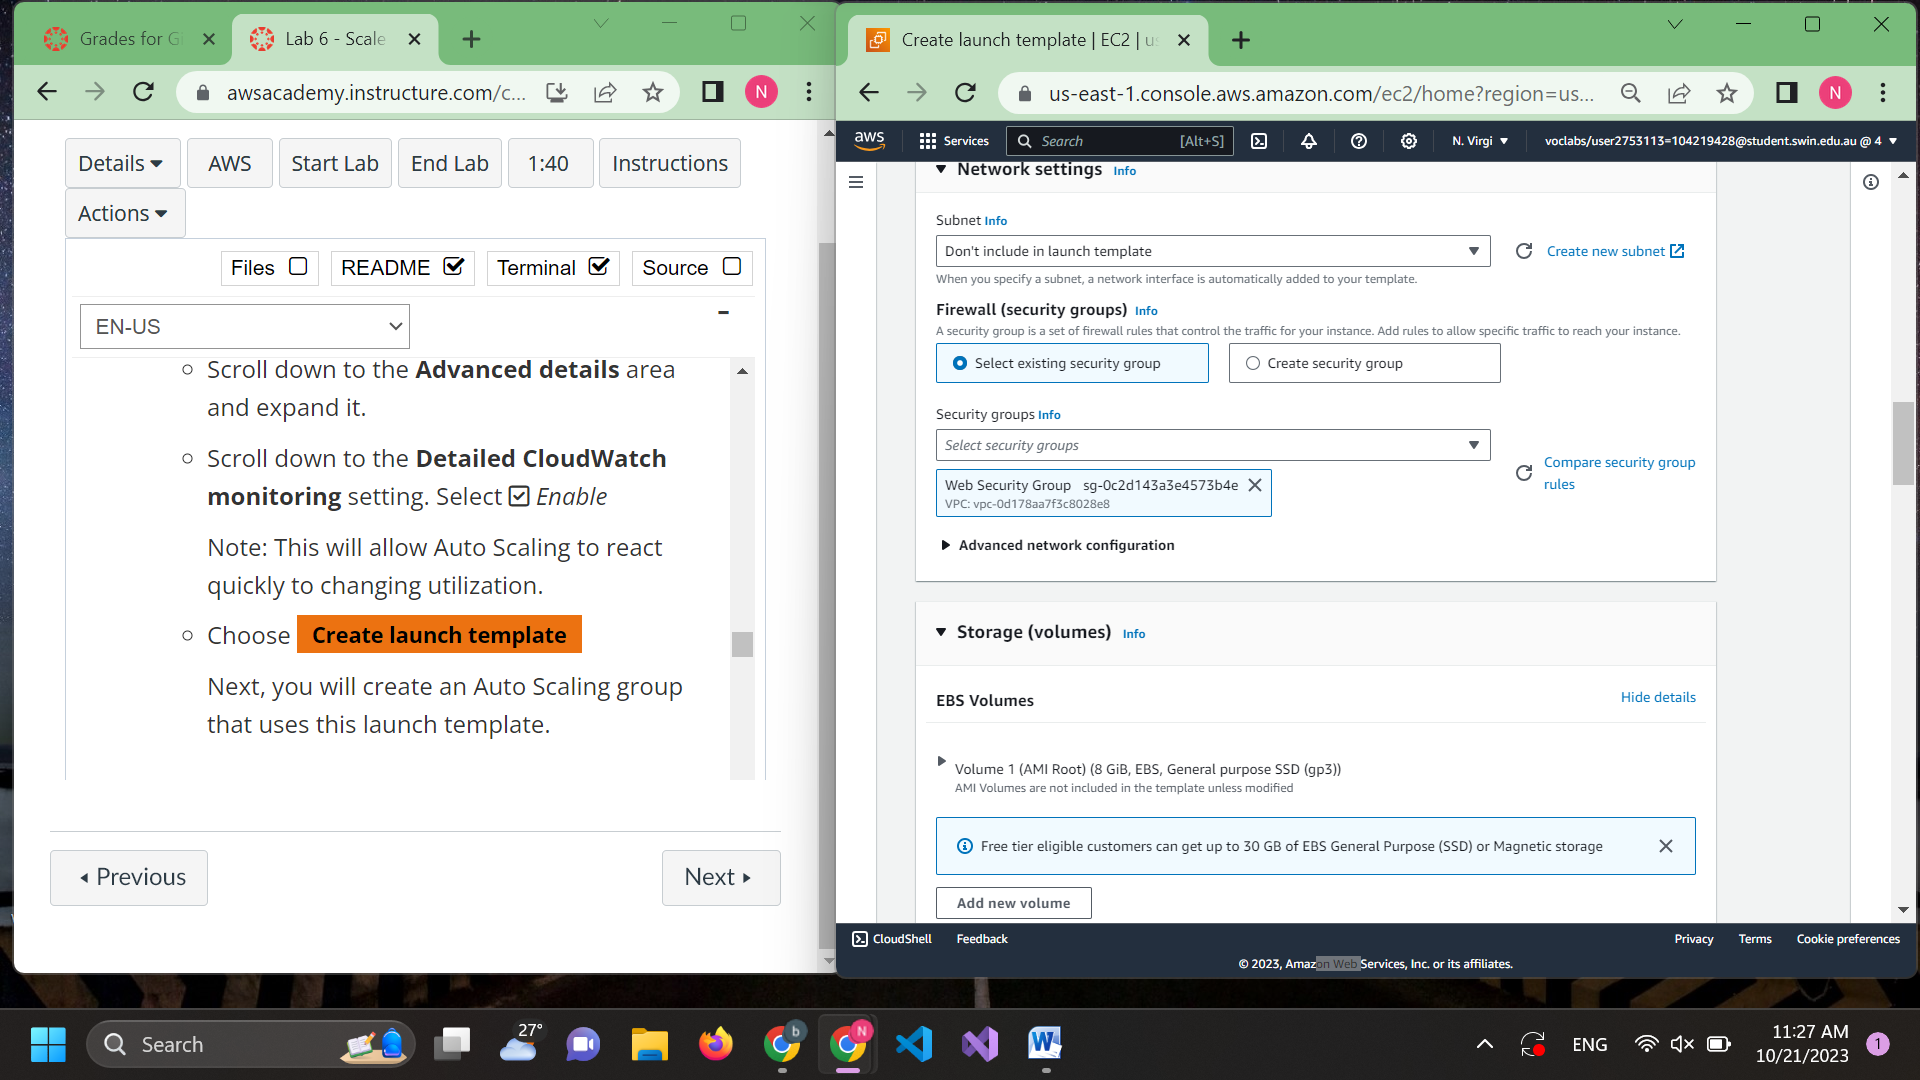 Grades for Gi
Lab 6 - Scale
awsacademy.instructure.com/c...
N
Details
AWS
Start Lab
End Lab
1:40
Instructions
Actions
Files
README
Terminal
Source
EN-US
Scroll down to the Advanced details area
and expand it.
Scroll down to the Detailed CloudWatch
monitoring setting. Select Enable
Note: This will allow Auto Scaling to react
quickly to changing utilization.
Choose Create launch template
Next, you will create an Auto Scaling group
that uses this launch template.
Previous
Next
Create launch template | EC2 | us
us-east-1.console.aws.amazon.com/ec2/home?region=us...
N
aws
Services
Search [Alt+S]
N. Virgi
voclabs/user2753113=104219428@student.swin.edu.au @ 4
Network settings Info
Subnet Info
Don't include in launch template
Create new subnet
When you specify a subnet, a network interface is automatically added to your template.
Firewall (security groups) Info
A security group is a set of firewall rules that control the traffic for your instance. Add rules to allow specific traffic to reach your instance.
Select existing security group
Create security group
Security groups Info
Select security groups
Compare security group
rules
Web Security Group sg-0c2d143a3e4573b4e
VPC: vpc-0d178aa7f3c8028e8
Advanced network configuration
Storage (volumes) Info
EBS Volumes
Hide details
Volume 1 (AMI Root) (8 GiB, EBS, General purpose SSD (gp3))
AMI Volumes are not included in the template unless modified
Free tier eligible customers can get up to 30 GB of EBS General Purpose (SSD) or Magnetic storage
Add new volume
CloudShell
Feedback
Privacy
Terms
Cookie preferences
© 2023, Amazon Web Services, Inc. or its affiliates.
Search
27°
b
N
ENG
11:27 AM
10/21/2023
1